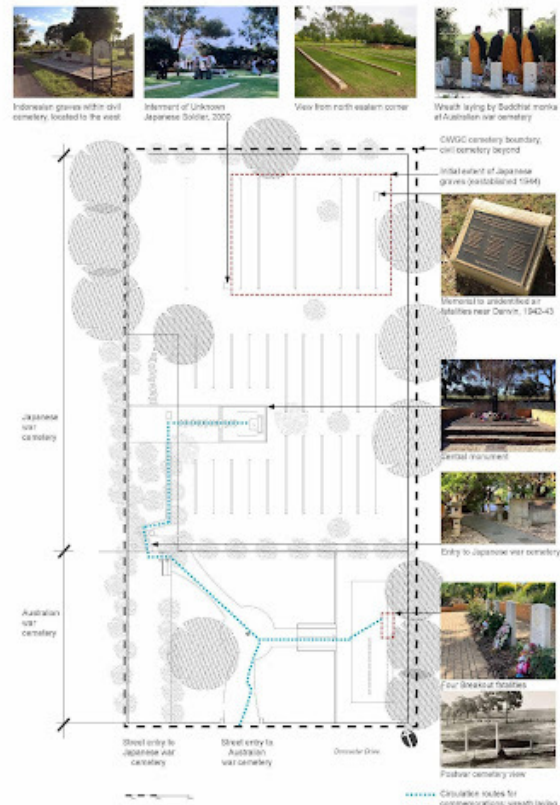 Indonesian graves within civil
cemetery, located to the west
Interment of Unknown
Japanese Soldier, 2000
View from north eastern corner
Wreath laying by Buddhist monks
at Australian war cemetery
CWGC cemetery boundary,
civil cemetery beyond
Initial extent of Japanese
graves (established 1944)
Memorial to unidentified air
fatalities near Darwin, 1942-43
Japanese
war
cemetery
Central monument
Entry to Japanese war cemetery
Australian
war
cemetery
Four Breakout fatalities
Postwar cemetery view
Street entry to
Japanese war
cemetery
Street entry to
Australian
war cemetery
Doncaster Drive
Circulation routes for
commemorations; wreath laying